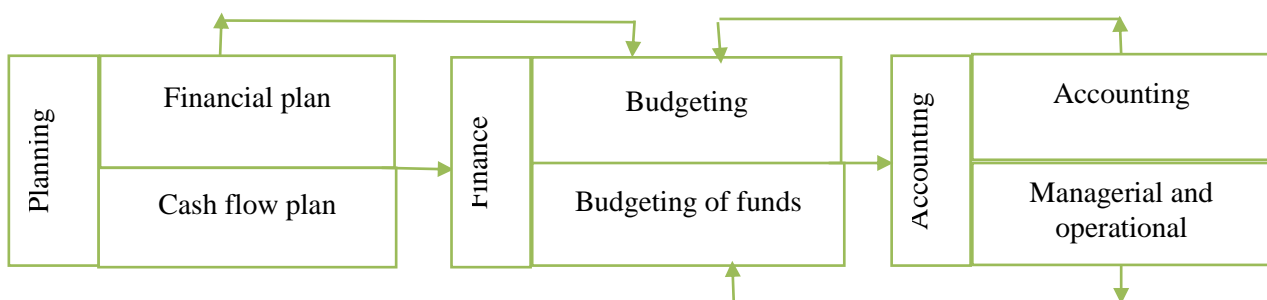 Planning
Financial plan
Cash flow plan
Finance
Budgeting
Budgeting of funds
Accounting
Accounting
Managerial and
operational